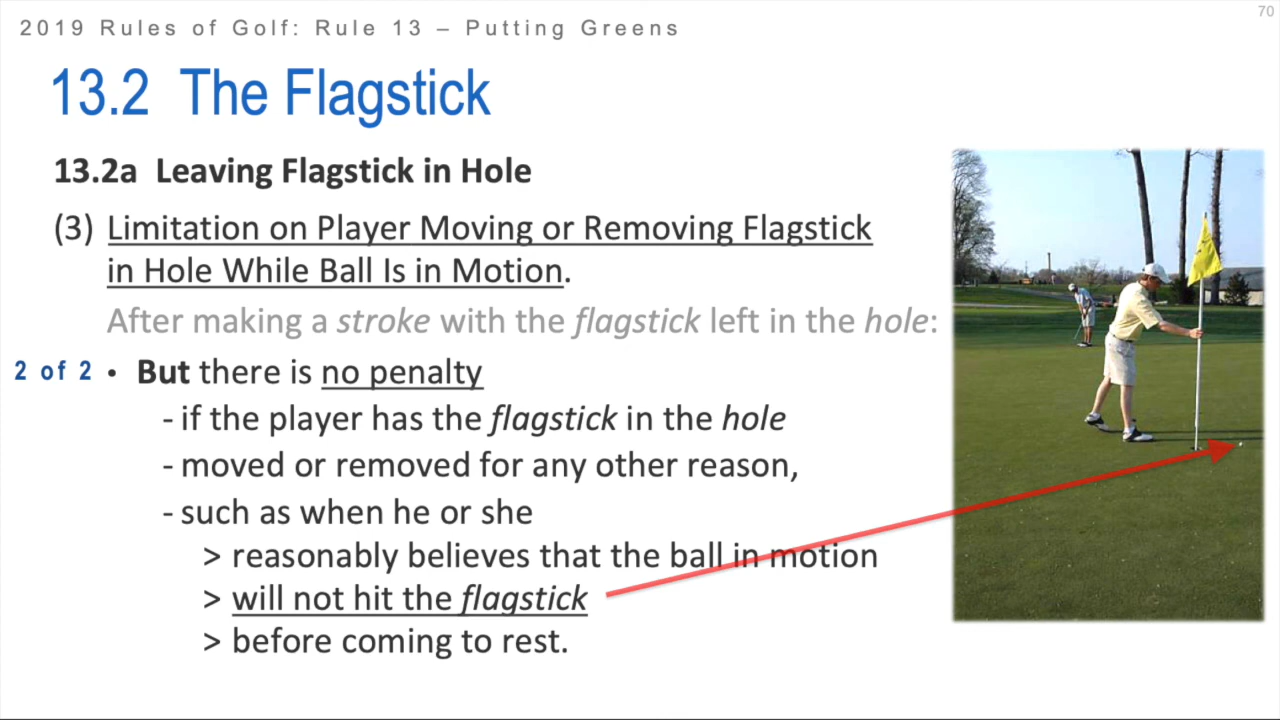 70
2019 Rules of Golf: Rule 13 – Putting Greens
13.2 The Flagstick
13.2a Leaving Flagstick in Hole
(3) Limitation on Player Moving or Removing Flagstick
in Hole While Ball Is in Motion.
After making a stroke with the flagstick left in the hole:
2 of 2 • But there is no penalty
- if the player has the flagstick in the hole
- moved or removed for any other reason,
- such as when he or she
> reasonably believes that the ball in motion
> will not hit the flagstick
> before coming to rest.